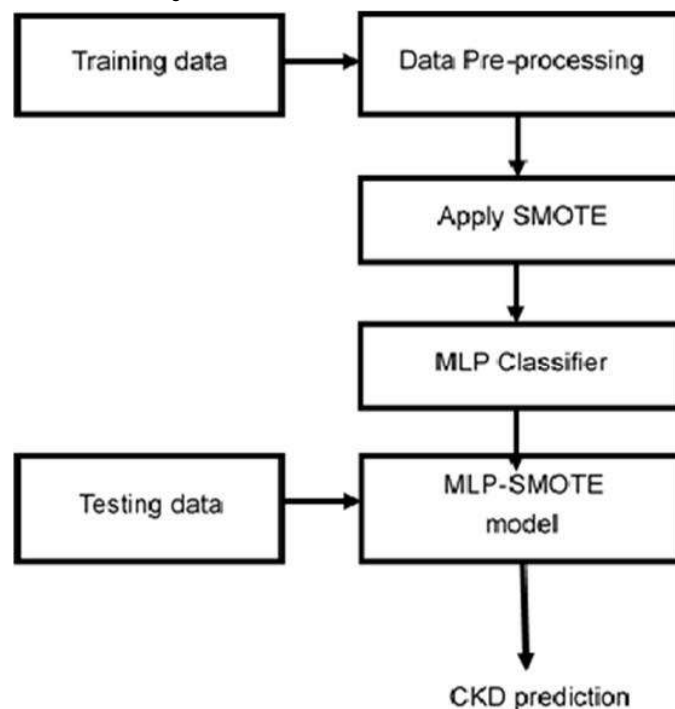 Training data
Data Pre-processing
Apply SMOTE
MLP Classifier
Testing data
MLP-SMOTE
model
CKD prediction